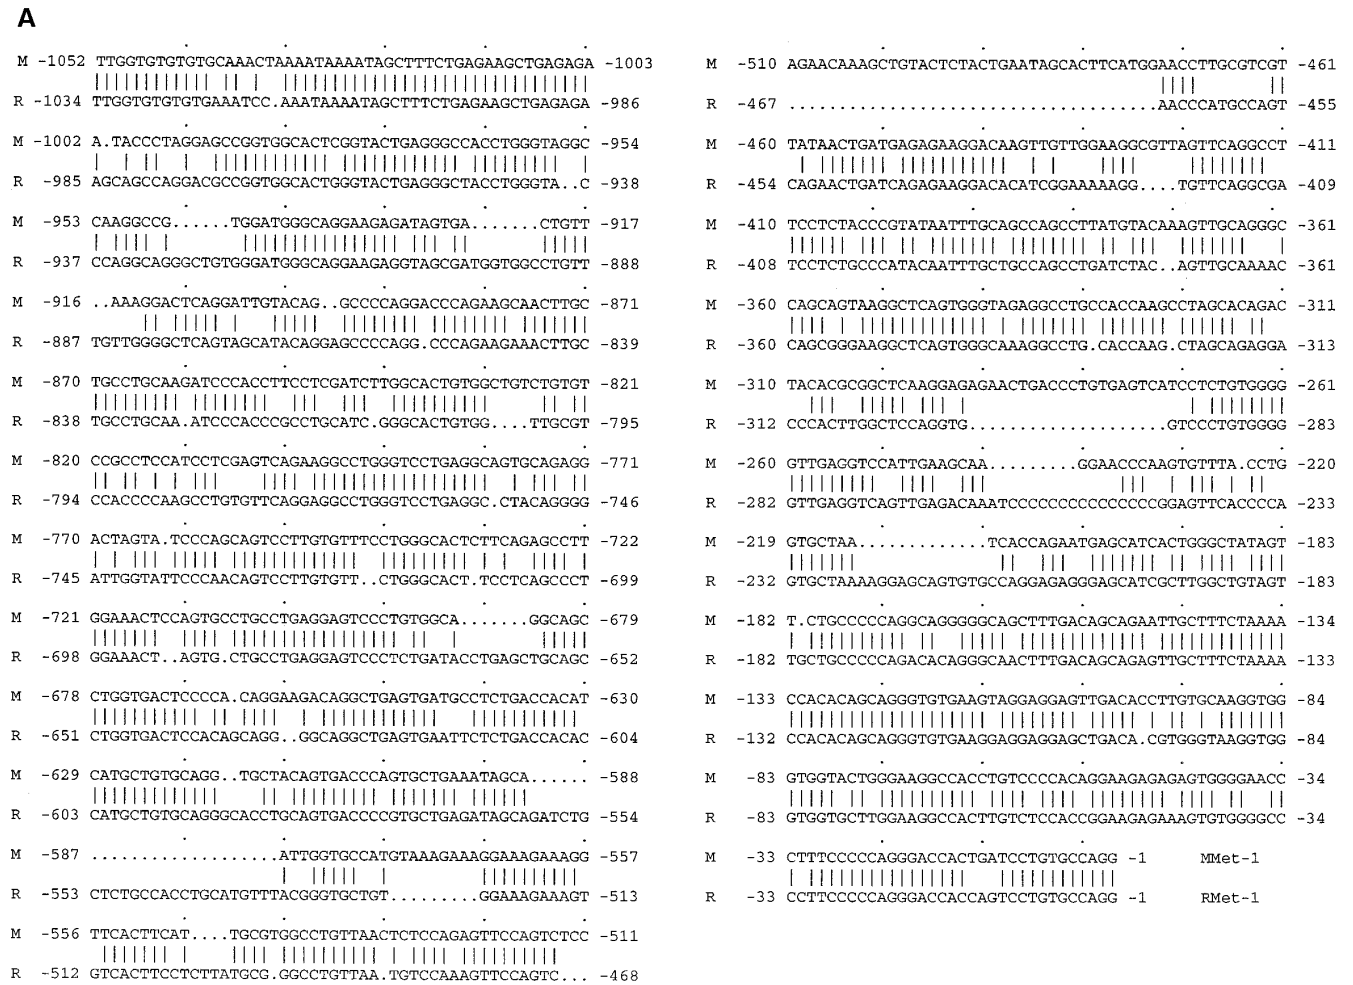 A
M -1052 TTGGTGTGTGTGTGCAAACTAAAATAAAATAGCTTTCTGAGAAGCTGAGAGA -1003
R -1034 TTGGTGTGTGTGTGAAATCC.AAATAAAATAGCTTTCTGAGAAGCTGAGAGA -986
M -1002 A.TACCCTAGGAGCCGGTGGCACTCGGTACTGAGGGCCACCTGGGTAGGC -954
R -985 AGCAGCCAGGACGCCGGTGGCACTGGGTACTGAGGGCTACCTGGGTA..C -938
M -953 CAAGGCCG......TGGATGGGCAGGAAGAGATAGTGA.......CTGTT -917
R -937 CCAGGCAGGGCTGTGGGATGGGCAGGAAGAGGTAGCGATGGTGGCCTGTT -888
M -916 ..AAAGGACTCAGGATTGTACAG..GCCCCAGGACCCAGAAGCAACTTGC -871
R -887 TGTTGGGGCTCAGTAGCATACAGGAGCCCCAGG.CCCAGAAGAAACTTGC -839
M -870 TGCCTGCAAGATCCCACCTTCCTCGATCTTGGCACTGTGGCTGTCTGTGT -821
R -838 TGCCTGCAA.ATCCCACCCGCCTGCATC.GGGCACTGTGG....TTGCGT -795
M -820 CCGCCTCCATCCTCGAGTCAGAAGGCCTGGGTCCTGAGGCAGTGCAGAGG -771
R -794 CCACCCCAAGCCTGTGTTCAGGAGGCCTGGGTCCTGAGGC.CTACAGGGG -746
M -770 ACTAGTA.TCCCAGCAGTCCTTGTGTTTCCTGGGCACTCTTCAGAGCCTT -722
R -745 ATTGGTATTCCCAACAGTCCTTGTGTT..CTGGGCACT.TCCTCAGCCCT -699
M -721 GGAAACTCCAGTGCCTGCCTGAGGAGTCCCTGTGGCA.......GGCAGC -679
R -698 GGAAACT..AGTG.CTGCCTGAGGAGTCCCTCTGATACCTGAGCTGCAGC -652
M -678 CTGGTGACTCCCCA.CAGGAAGACAGGCTGAGTGATGCCTCTGACCACAT -630
R -651 CTGGTGACTCCACAGCAGG..GGCAGGCTGAGTGAATTCTCTGACCACAC -604
M -629 CATGCTGTGCAGG..TGCTACAGTGACCCAGTGCTGAAATAGCA...... -588
R -603 CATGCTGTGCAGGGCACCTGCAGTGACCCCGTGCTGAGATAGCAGATCTG -554
M -587 ...................ATTGGTGCCATGTAAAGAAAGGAAAGAAAGG -557
R -553 CTCTGCCACCTGCATGTTTACGGGTGCTGT.........GGAAAGAAAGT -513
M -556 TTCACTTCAT....TGCGTGGCCTGTTAACTCTCCAGAGTTCCAGTCTCC -511
R -512 GTCACTTCCTCTTATGCG.GGCCTGTTAA.TGTCCAAAGTTCCAGTC... -468
M -510 AGAACAAAGCTGTACTCTACTGAATAGCACTTCATGGAACCTTGCGTCGT -461
R -467 .....................................AACCCATGCCAGT -455
M -460 TATAACTGATGAGAGAAGGACAAGTTGTTGGAAGGCGTTAGTTCAGGCCT -411
R -454 CAGAACTGATCAGAGAAGGACACATCGGAAAAAGG....TGTTCAGGCGA -409
M -410 TCCTCTACCCGTATAATTTGCAGCCAGCCTTATGTACAAAGTTGCAGGGC -361
R -408 TCCTCTGCCCATACAATTTGCTGCCAGCCTGATCTAC..AGTTGCAAAAC -361
M -360 CAGCAGTAAGGCTCAGTGGGTAGAGGCCTGCCACCAAGCCTAGCACAGAC -311
R -360 CAGCGGGAAGGCTCAGTGGGCAAAGGCCTG.CACCAAG.CTAGCAGAGGA -313
M -310 TACACGCGGCTCAAGGAGAGAACTGACCCTGTGAGTCATCCTCTGTGGGG -261
R -312 CCCACTTGGCTCCAGGTG....................GTCCCTGTGGGG -283
M -260 GTTGAGGTCCATTGAAGCAA.........GGAACCCAAGTGTTTA.CCTG -220
R -282 GTTGAGGTCAGTTGAGACAAATCCCCCCCCCCCCCCCGGAGTTCACCCCA -233
M -219 GTGCTAA.............TCACCAGAATGAGCATCACTGGGCTATAGT -183
R -232 GTGCTAAAAGGAGCAGTGTGCCAGGAGAGGGAGCATCGCTTGGCTGTAGT -183
M -182 T.CTGCCCCCAGGCAGGGGGCAGCTTTGACAGCAGAATTGCTTTCTAAAA -134
R -182 TGCTGCCCCCAGACACAGGGCAACTTTGACAGCAGAGTTGCTTTCTAAAA -133
M -133 CCACACAGCAGGGTGTGAAGTAGGAGGAGTTGACACCTTGTGCAAGGTGG -84
R -132 CCACACAGCAGGGTGTGAAGGAGGAGGAGCTGACA.CGTGGGTAAGGTGG -84
M -83 GTGGTACTGGGAAGGCCACCTGTCCCCACAGGAAGAGAGAGTGGGGAACC -34
R -83 GTGGTGCTTGGAAGGCCACTTGTCTCCACCGGAAGAGAAAGTGTGGGGCC -34
M -33 CTTTCCCCCAGGGACCACTGATCCTGTGCCAGG -1 MMet-1
R -33 CCTTCCCCCAGGGACCACCAGTCCTGTGCCAGG -1 RMet-1